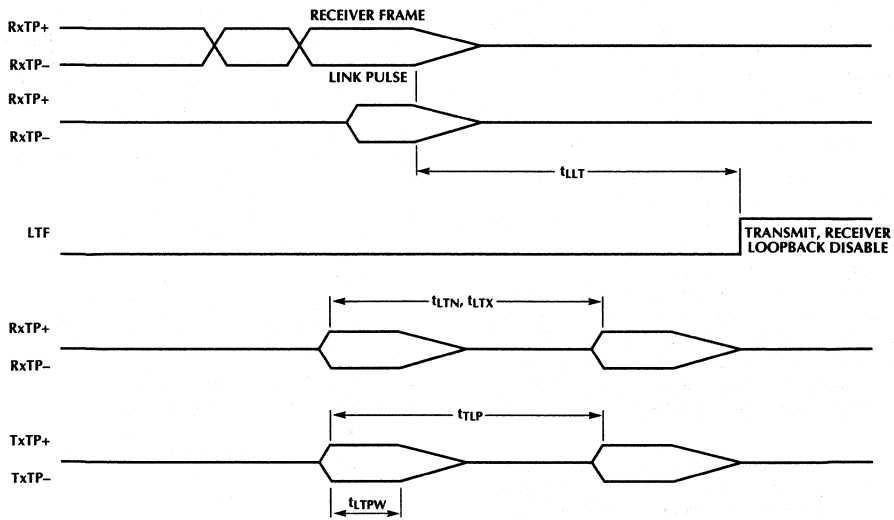 RECEIVER FRAME
RxTP+
RxTP–
LINK PULSE
RxTP+
RxTP–
tLLT
LTF
TRANSMIT, RECEIVER
LOOPBACK DISABLE
tLTN, tLTX
RxTP+
RxTP–
tTLP
TxTP+
TxTP–
tLTPW